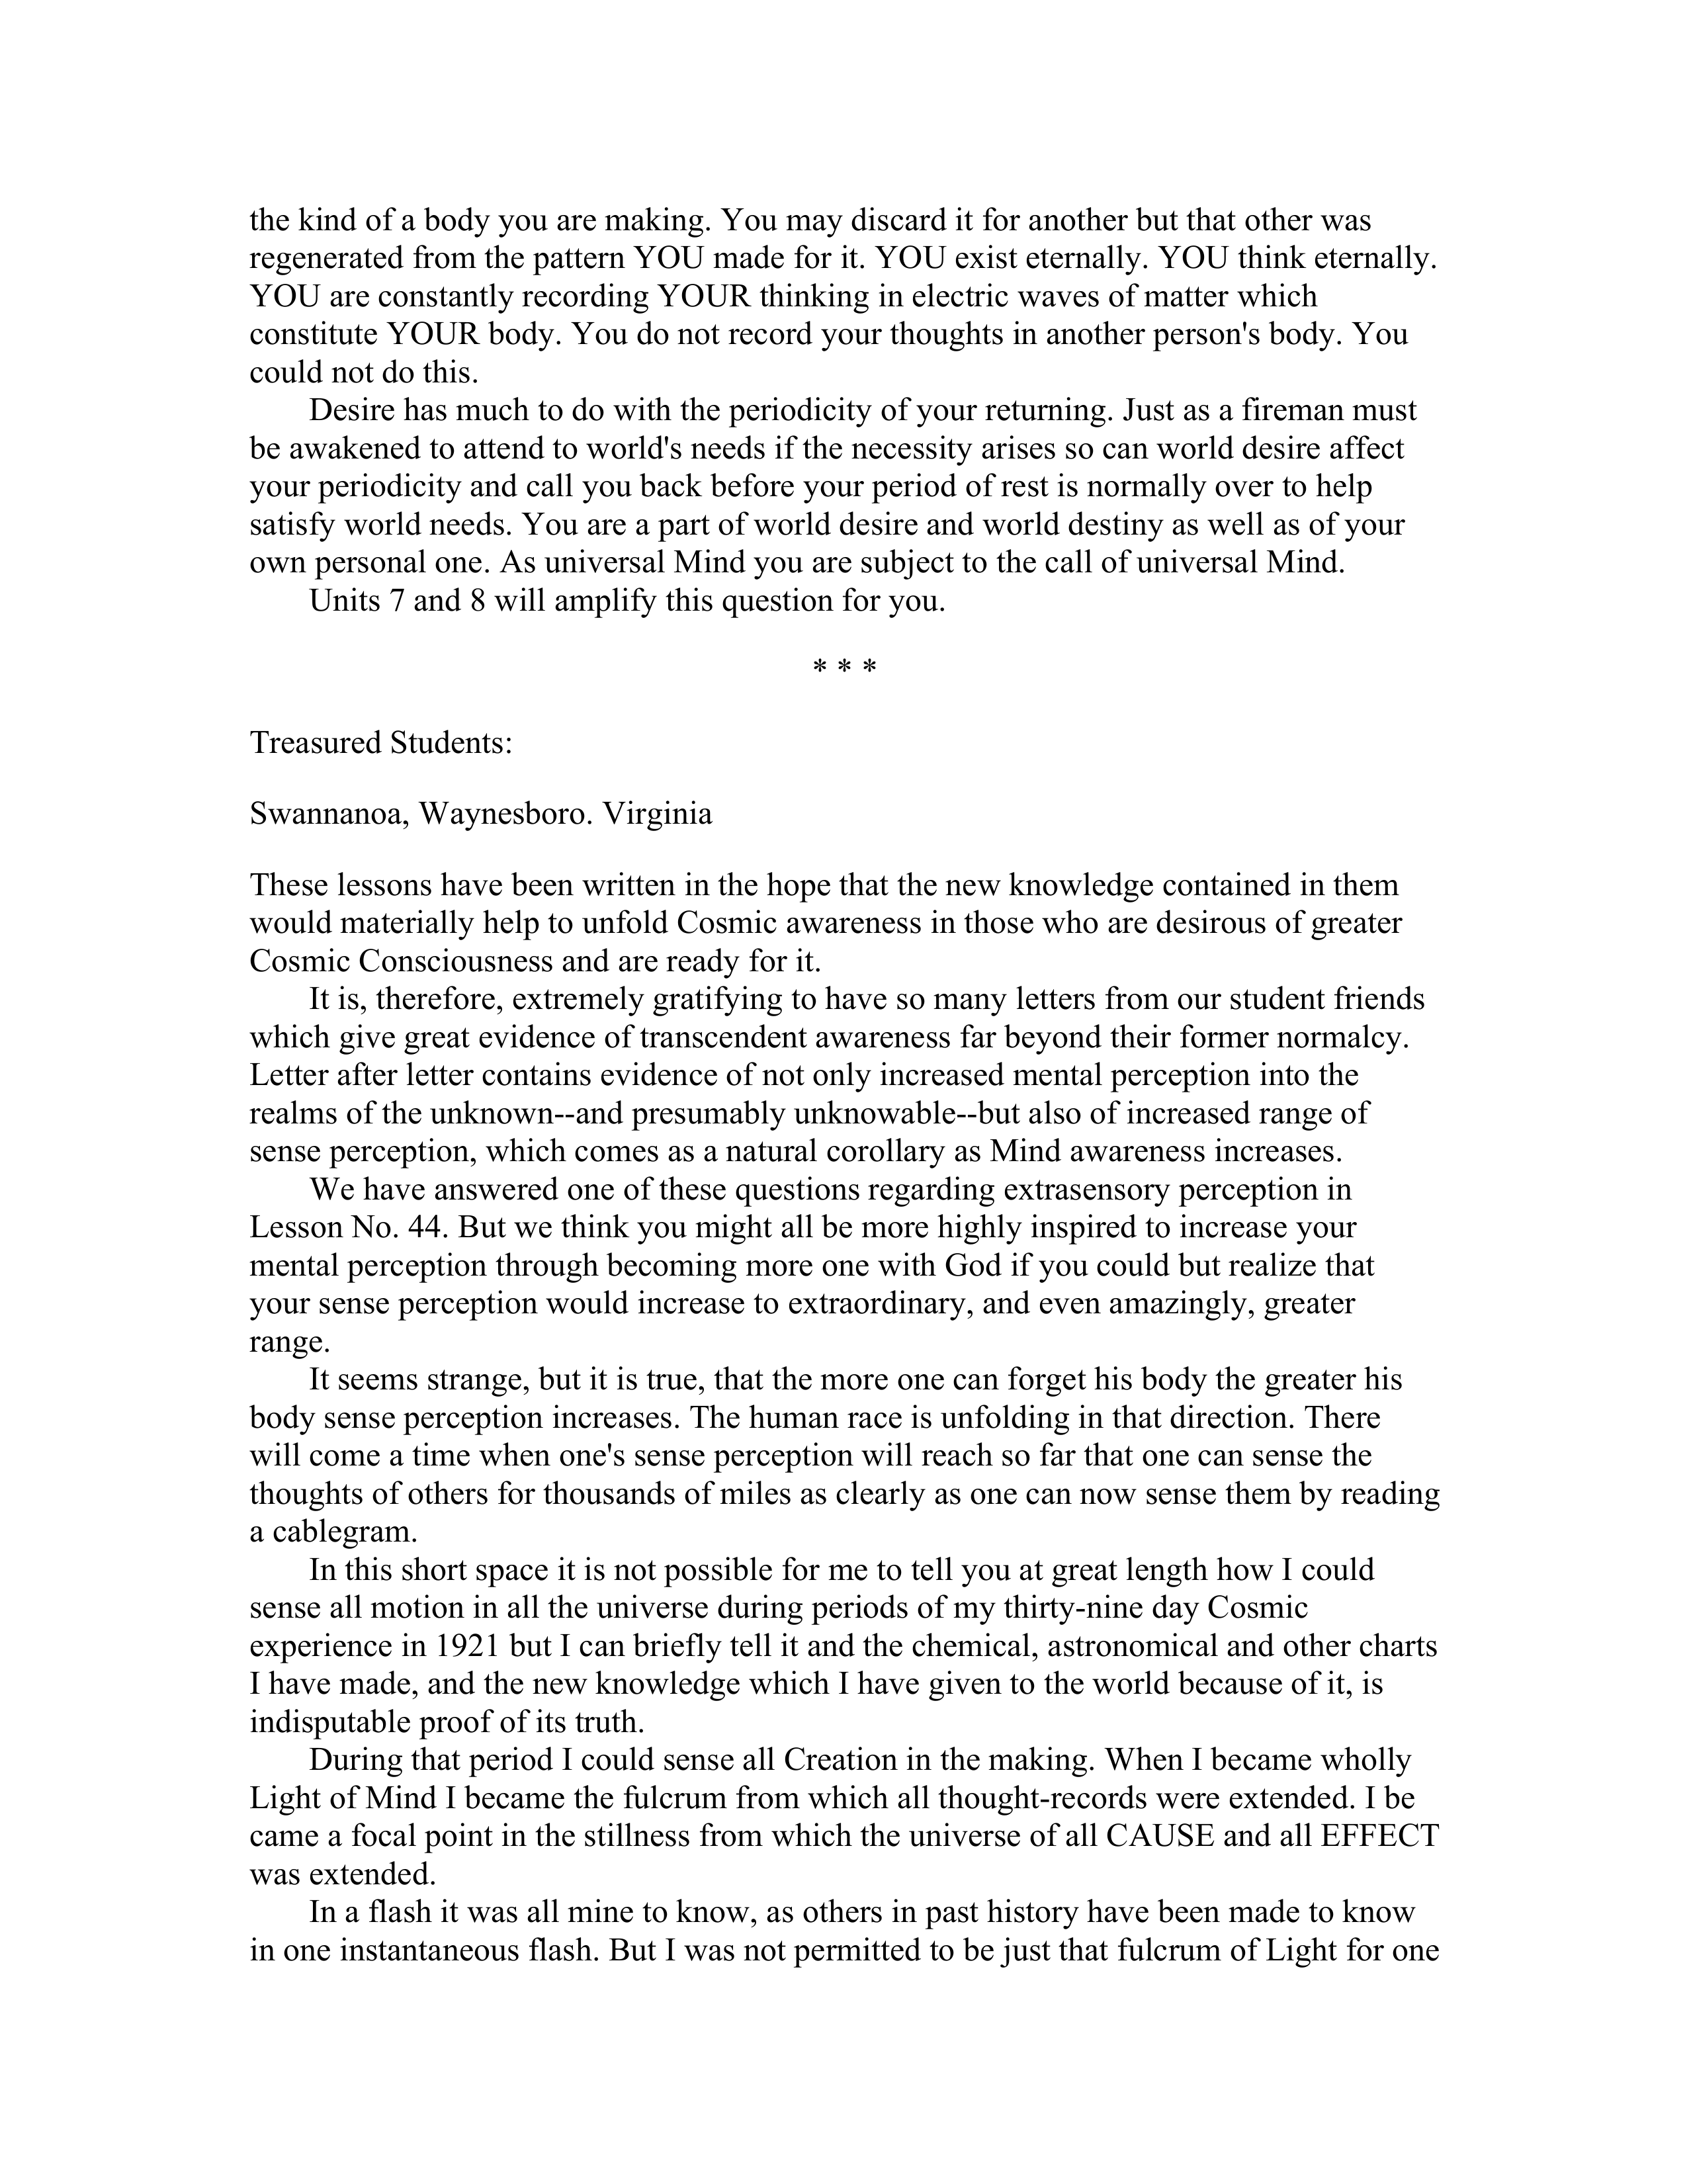 the kind of a body you are making. You may discard it for another but that other was
regenerated from the pattern YOU made for it. YOU exist eternally. YOU think eternally.
YOU are constantly recording YOUR thinking in electric waves of matter which
constitute YOUR body. You do not record your thoughts in another person's body. You
could not do this.
Desire has much to do with the periodicity of your returning. Just as a fireman must
be awakened to attend to world's needs if the necessity arises so can world desire affect
your periodicity and call you back before your period of rest is normally over to help
satisfy world needs. You are a part of world desire and world destiny as well as of your
own personal one. As universal Mind you are subject to the call of universal Mind.
Units 7 and 8 will amplify this question for you.
* * *
Treasured Students:
Swannanoa, Waynesboro. Virginia
These lessons have been written in the hope that the new knowledge contained in them
would materially help to unfold Cosmic awareness in those who are desirous of greater
Cosmic Consciousness and are ready for it.
It is, therefore, extremely gratifying to have so many letters from our student friends
which give great evidence of transcendent awareness far beyond their former normalcy.
Letter after letter contains evidence of not only increased mental perception into the
realms of the unknown--and presumably unknowable--but also of increased range of
sense perception, which comes as a natural corollary as Mind awareness increases.
We have answered one of these questions regarding extrasensory perception in
Lesson No. 44. But we think you might all be more highly inspired to increase your
mental perception through becoming more one with God if you could but realize that
your sense perception would increase to extraordinary, and even amazingly, greater
range.
It seems strange, but it is true, that the more one can forget his body the greater his
body sense perception increases. The human race is unfolding in that direction. There
will come a time when one's sense perception will reach so far that one can sense the
thoughts of others for thousands of miles as clearly as one can now sense them by reading
a cablegram.
In this short space it is not possible for me to tell you at great length how I could
sense all motion in all the universe during periods of my thirty-nine day Cosmic
experience in 1921 but I can briefly tell it and the chemical, astronomical and other charts
I have made, and the new knowledge which I have given to the world because of it, is
indisputable proof of its truth.
During that period I could sense all Creation in the making. When I became wholly
Light of Mind I became the fulcrum from which all thought-records were extended. I be
came a focal point in the stillness from which the universe of all CAUSE and all EFFECT
was extended.
In a flash it was all mine to know, as others in past history have been made to know
in one instantaneous flash. But I was not permitted to be just that fulcrum of Light for one